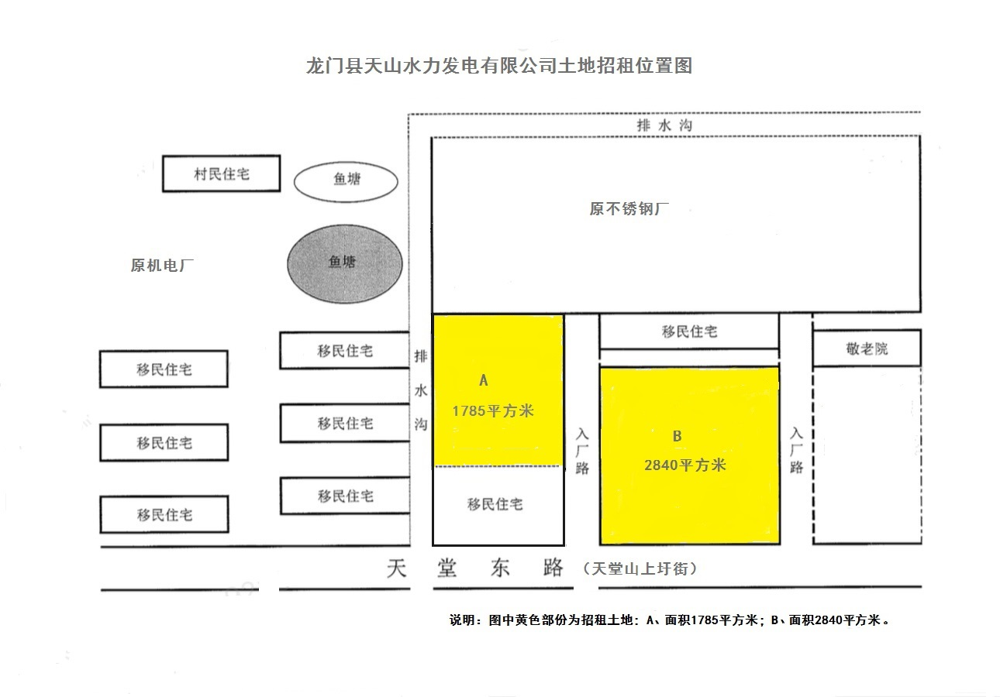 龙门县天山水力发电有限公司土地招租位置图
排水沟
村民住宅
鱼塘
原不锈钢厂
原机电厂
鱼塘
移民住宅
移民住宅
敬老院
移民住宅
排水沟
A
1785平方米
移民住宅
移民住宅
入厂路
B
2840平方米
入厂路
移民住宅
移民住宅
移民住宅
移民住宅
天堂东路（天堂山上圩街）
说明：图中黄色部份为招租土地：A、面积1785平方米；B、面积2840平方米。